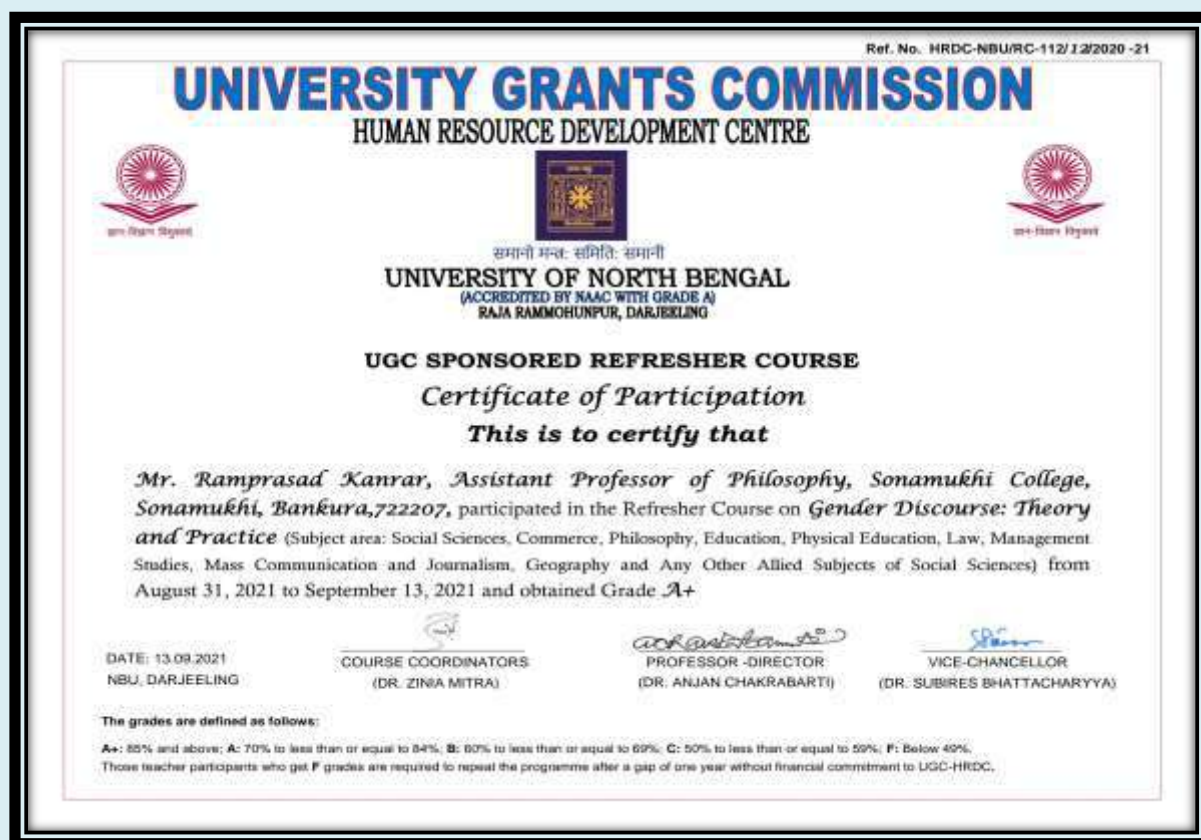 Ref. No. HRDC-NBU/RC-112/12/2020 -21
UNIVERSITY GRANTS COMMISSION
HUMAN RESOURCE DEVELOPMENT CENTRE
ज्ञान-विज्ञान विमुक्तये
ज्ञान-विज्ञान विमुक्तये
समानो मन्त्र: समिति: समानी
UNIVERSITY OF NORTH BENGAL
(ACCREDITED BY NAAC WITH GRADE A)
RAJA RAMMOHUNPUR, DARJEELING
UGC SPONSORED REFRESHER COURSE
Certificate of Participation
This is to certify that
Mr. Ramprasad Kanrar, Assistant Professor of Philosophy, Sonamukhi College,
Sonamukhi, Bankura,722207, participated in the Refresher Course on Gender Discourse: Theory
and Practice (Subject area: Social Sciences, Commerce, Philosophy, Education, Physical Education, Law, Management
Studies, Mass Communication and Journalism, Geography and Any Other Allied Subjects of Social Sciences) from
August 31, 2021 to September 13, 2021 and obtained Grade A+
DATE: 13.09.2021
NBU, DARJEELING
COURSE COORDINATORS
(DR. ZINIA MITRA)
PROFESSOR -DIRECTOR
(DR. ANJAN CHAKRABARTI)
VICE-CHANCELLOR
(DR. SUBIRES BHATTACHARYYA)
The grades are defined as follows:
A+: 85% and above; A: 70% to less than or equal to 84%; B: 60% to less than or equal to 69%; C: 50% to less than or equal to 59%; F: Below 49%.
Those teacher participants who get F grades are required to repeat the programme after a gap of one year without financial commitment to UGC-HRDC.